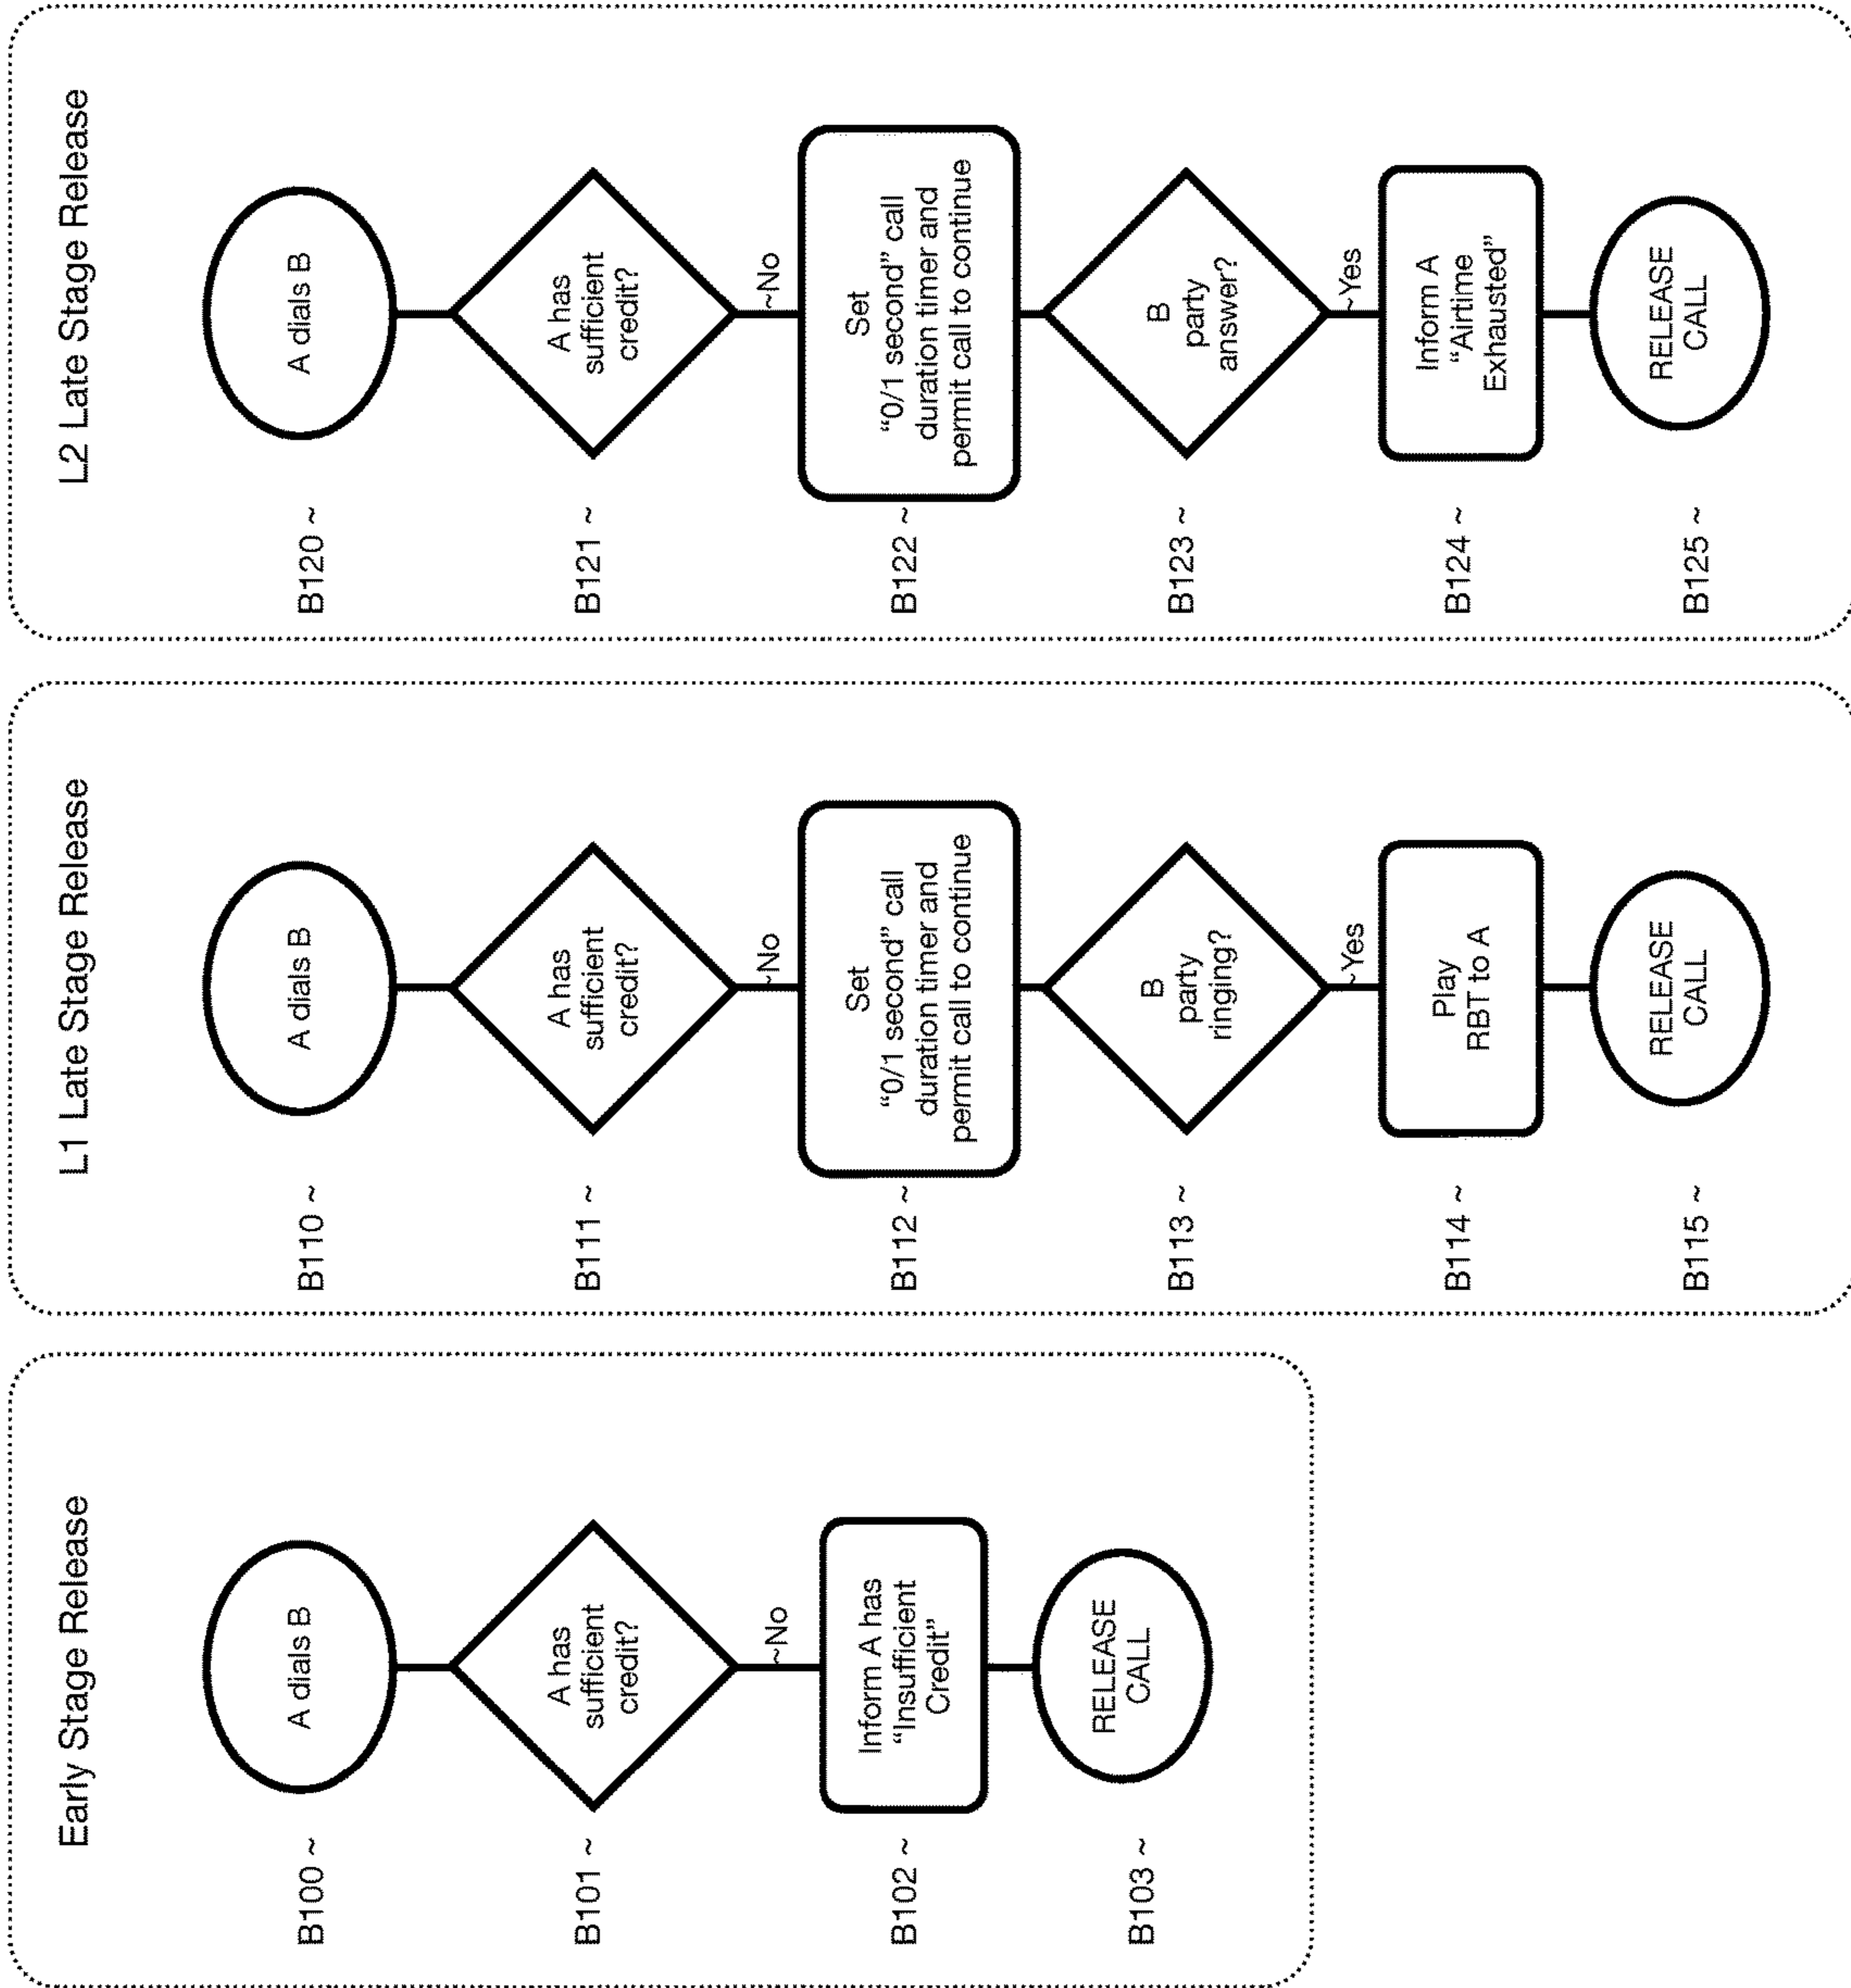 Early Stage Release
B100 ~
A dials B
B101 ~
A has
sufficient
credit?
~No
B102 ~
Inform A has
“Insufficient
Credit”
B103 ~
RELEASE
CALL
L1 Late Stage Release
B110 ~
A dials B
B111 ~
A has
sufficient
credit?
~No
B112 ~
Set
“0/1 second” call
duration timer and
permit call to continue
B113 ~
B
party
ringing?
~Yes
B114 ~
Play
RBT to A
B115 ~
RELEASE
CALL
L2 Late Stage Release
B120 ~
A dials B
B121 ~
A has
sufficient
credit?
~No
B122 ~
Set
“0/1 second” call
duration timer and
permit call to continue
B123 ~
B
party
answer?
~Yes
B124 ~
Inform A
“Airtime
Exhausted”
B125 ~
RELEASE
CALL